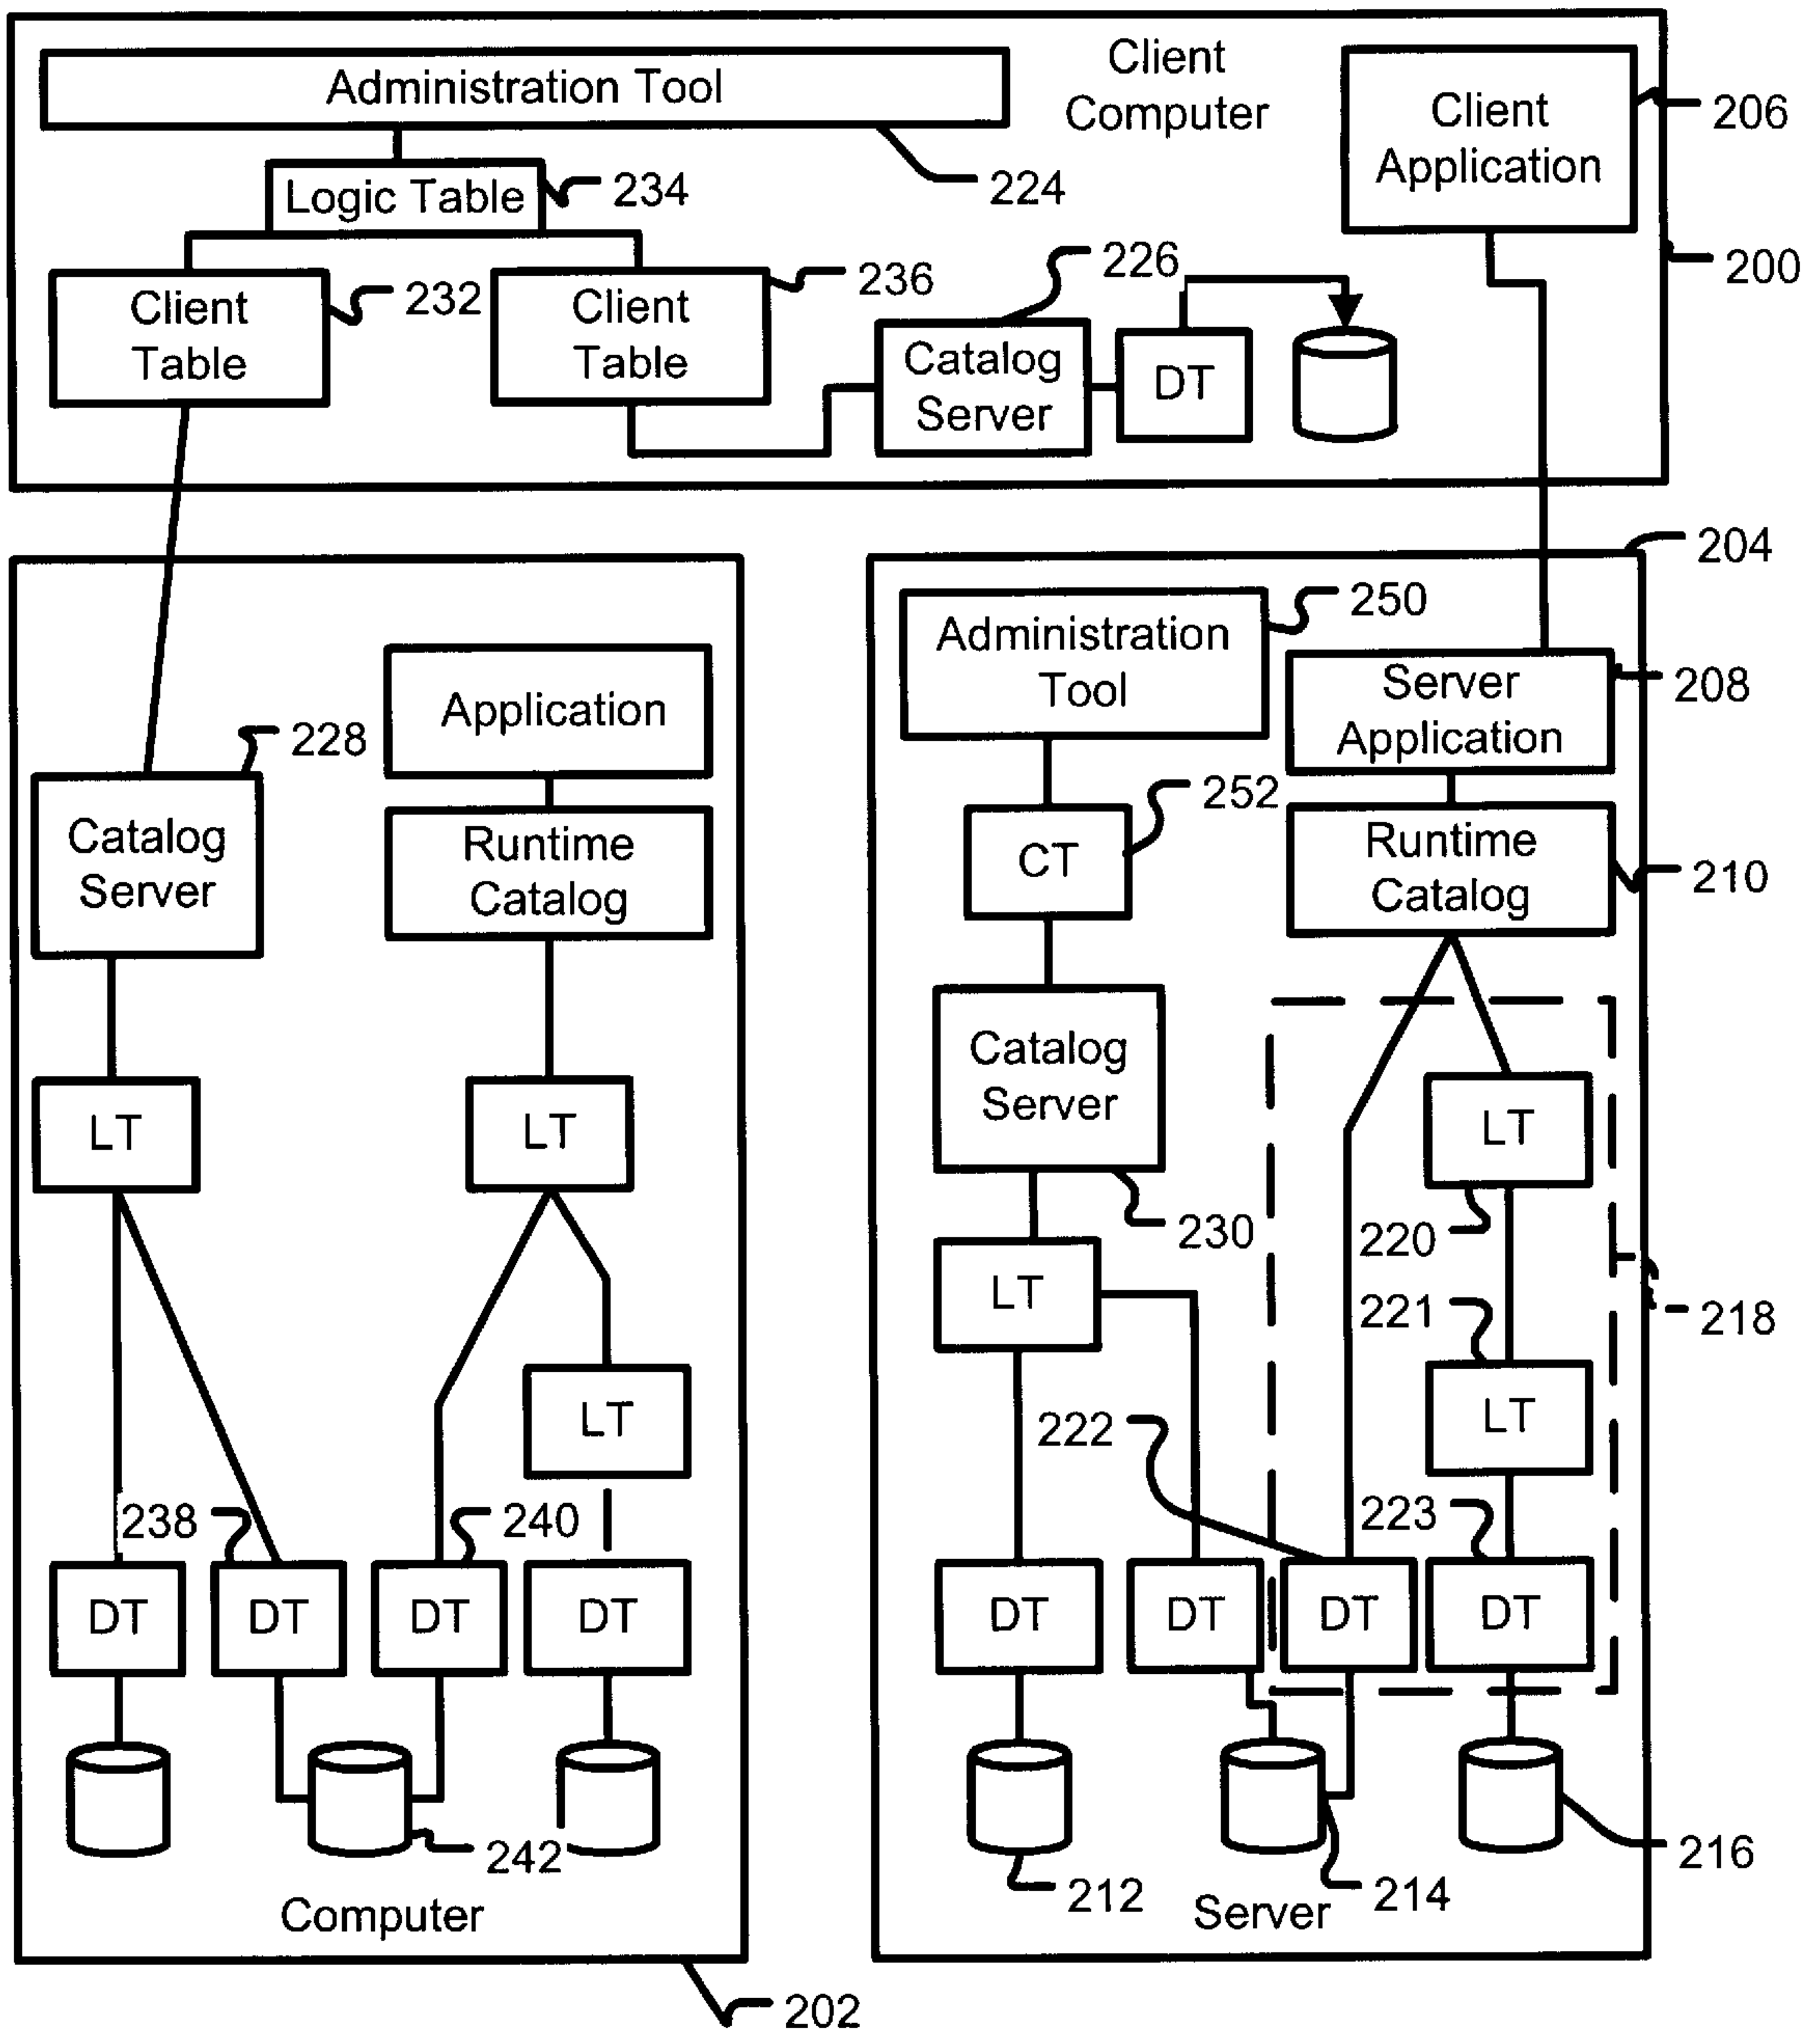 Administration Tool
Client
Computer
Client
Application
206
Logic Table
234
224
200
Client
Table
232
Client
Table
236
226
Catalog
Server
DT
204
Administration
Tool
250
Server
Application
208
Application
228
Catalog
Server
Runtime
Catalog
252
CT
Runtime
Catalog
210
Catalog
Server
LT
LT
LT
230
220
LT
221
218
LT
222
LT
238
240
223
DT
DT
DT
DT
DT
DT
DT
DT
242
212
214
216
Computer
Server
202